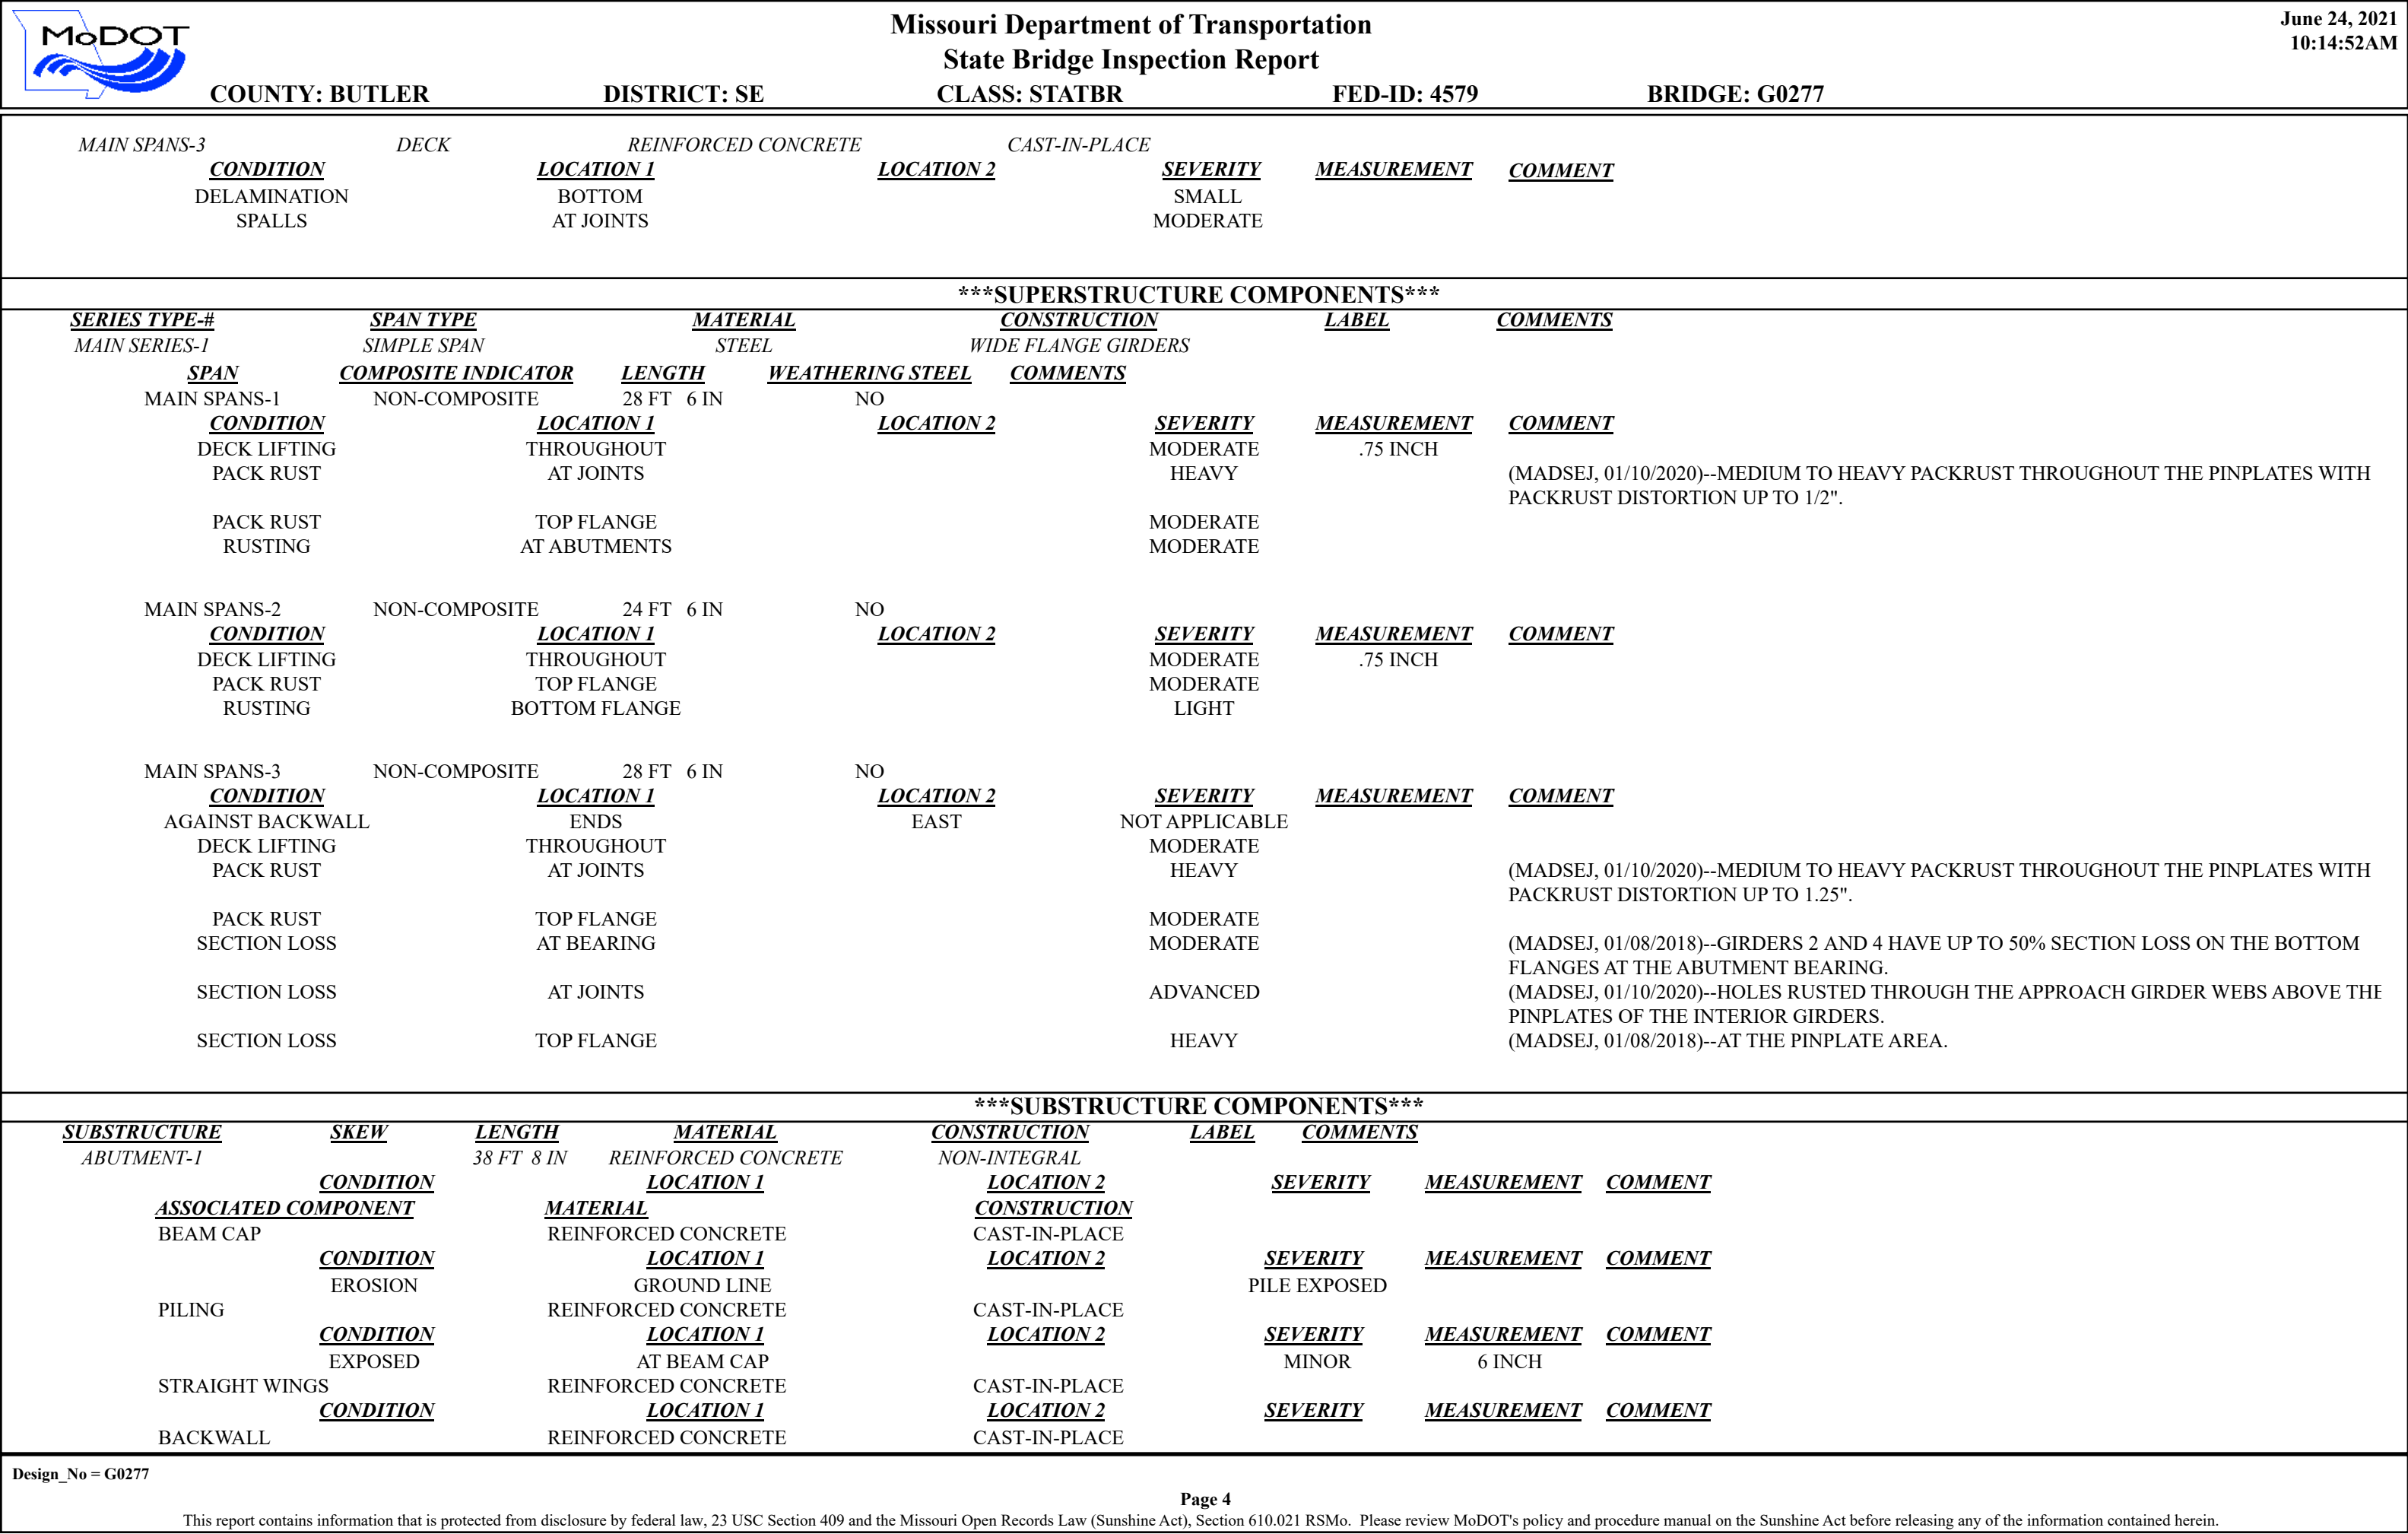 MoDOT
Missouri Department of Transportation
State Bridge Inspection Report
June 24, 2021
10:14:52AM
COUNTY: BUTLER DISTRICT: SE CLASS: STATBR FED-ID: 4579 BRIDGE: G0277
MAIN SPANS-3 DECK REINFORCED CONCRETE CAST-IN-PLACE
CONDITION LOCATION 1 LOCATION 2 SEVERITY MEASUREMENT COMMENT
DELAMINATION BOTTOM SMALL
SPALLS AT JOINTS MODERATE
***SUPERSTRUCTURE COMPONENTS***
SERIES TYPE-# SPAN TYPE MATERIAL CONSTRUCTION LABEL COMMENTS
MAIN SERIES-1 SIMPLE SPAN STEEL WIDE FLANGE GIRDERS
SPAN COMPOSITE INDICATOR LENGTH WEATHERING STEEL COMMENTS
MAIN SPANS-1 NON-COMPOSITE 28 FT 6 IN NO
CONDITION LOCATION 1 LOCATION 2 SEVERITY MEASUREMENT COMMENT
DECK LIFTING THROUGHOUT MODERATE .75 INCH
PACK RUST AT JOINTS HEAVY (MADSEJ, 01/10/2020)--MEDIUM TO HEAVY PACKRUST THROUGHOUT THE PINPLATES WITH
PACKRUST DISTORTION UP TO 1/2".
PACK RUST TOP FLANGE MODERATE
RUSTING AT ABUTMENTS MODERATE
MAIN SPANS-2 NON-COMPOSITE 24 FT 6 IN NO
CONDITION LOCATION 1 LOCATION 2 SEVERITY MEASUREMENT COMMENT
DECK LIFTING THROUGHOUT MODERATE .75 INCH
PACK RUST TOP FLANGE MODERATE
RUSTING BOTTOM FLANGE LIGHT
MAIN SPANS-3 NON-COMPOSITE 28 FT 6 IN NO
CONDITION LOCATION 1 LOCATION 2 SEVERITY MEASUREMENT COMMENT
AGAINST BACKWALL ENDS EAST NOT APPLICABLE
DECK LIFTING THROUGHOUT MODERATE
PACK RUST AT JOINTS HEAVY (MADSEJ, 01/10/2020)--MEDIUM TO HEAVY PACKRUST THROUGHOUT THE PINPLATES WITH
PACKRUST DISTORTION UP TO 1.25".
PACK RUST TOP FLANGE MODERATE
SECTION LOSS AT BEARING MODERATE (MADSEJ, 01/08/2018)--GIRDERS 2 AND 4 HAVE UP TO 50% SECTION LOSS ON THE BOTTOM
FLANGES AT THE ABUTMENT BEARING.
SECTION LOSS AT JOINTS ADVANCED (MADSEJ, 01/10/2020)--HOLES RUSTED THROUGH THE APPROACH GIRDER WEBS ABOVE THE
PINPLATES OF THE INTERIOR GIRDERS.
SECTION LOSS TOP FLANGE HEAVY (MADSEJ, 01/08/2018)--AT THE PINPLATE AREA.
***SUBSTRUCTURE COMPONENTS***
SUBSTRUCTURE SKEW LENGTH MATERIAL CONSTRUCTION LABEL COMMENTS
ABUTMENT-1 38 FT 8 IN REINFORCED CONCRETE NON-INTEGRAL
CONDITION LOCATION 1 LOCATION 2 SEVERITY MEASUREMENT COMMENT
ASSOCIATED COMPONENT MATERIAL CONSTRUCTION
BEAM CAP REINFORCED CONCRETE CAST-IN-PLACE
CONDITION LOCATION 1 LOCATION 2 SEVERITY MEASUREMENT COMMENT
EROSION GROUND LINE PILE EXPOSED
PILING REINFORCED CONCRETE CAST-IN-PLACE
CONDITION LOCATION 1 LOCATION 2 SEVERITY MEASUREMENT COMMENT
EXPOSED AT BEAM CAP MINOR 6 INCH
STRAIGHT WINGS REINFORCED CONCRETE CAST-IN-PLACE
CONDITION LOCATION 1 LOCATION 2 SEVERITY MEASUREMENT COMMENT
BACKWALL REINFORCED CONCRETE CAST-IN-PLACE
Design_No = G0277
Page 4
This report contains information that is protected from disclosure by federal law, 23 USC Section 409 and the Missouri Open Records Law (Sunshine Act), Section 610.021 RSMo. Please review MoDOT's policy and procedure manual on the Sunshine Act before releasing any of the information contained herein.